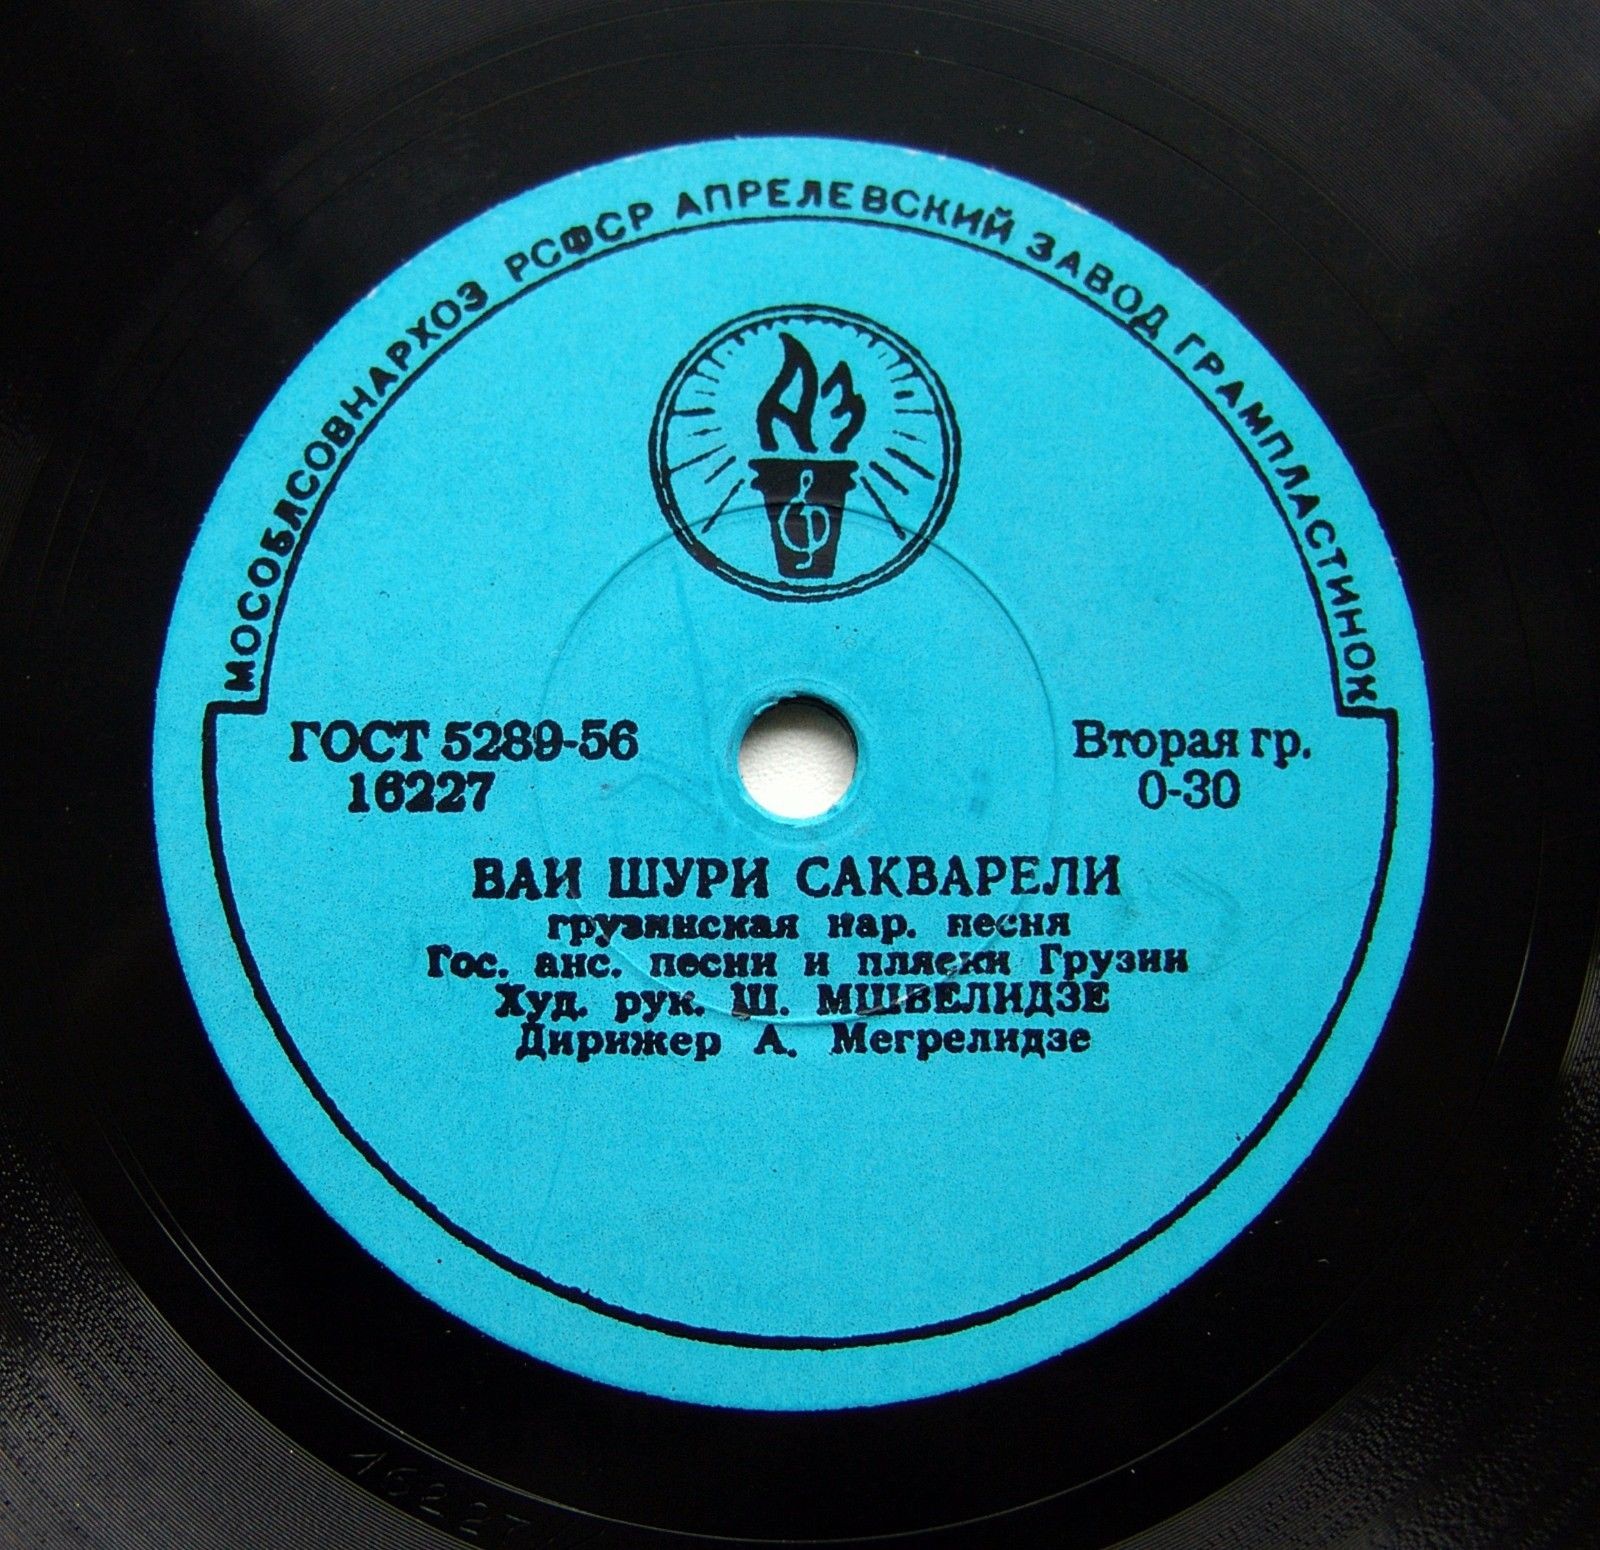 МОСОБЛСОВНАРХОЗ РСФСР АПРЕЛЕВСКИЙ ЗАВОД ГРАМПЛАСТИНОК
АЗ
ГОСТ 5289-56
16227
Вторая гр.
0-30
ВАИ ШУРИ САКВАРЕЛИ
грузинская нар. песня
Гос. анс. песни и пляски Грузии
Худ. рук. Ш. МШВЕЛИДЗЕ
Дирижер А. Мегрелидзе
16227